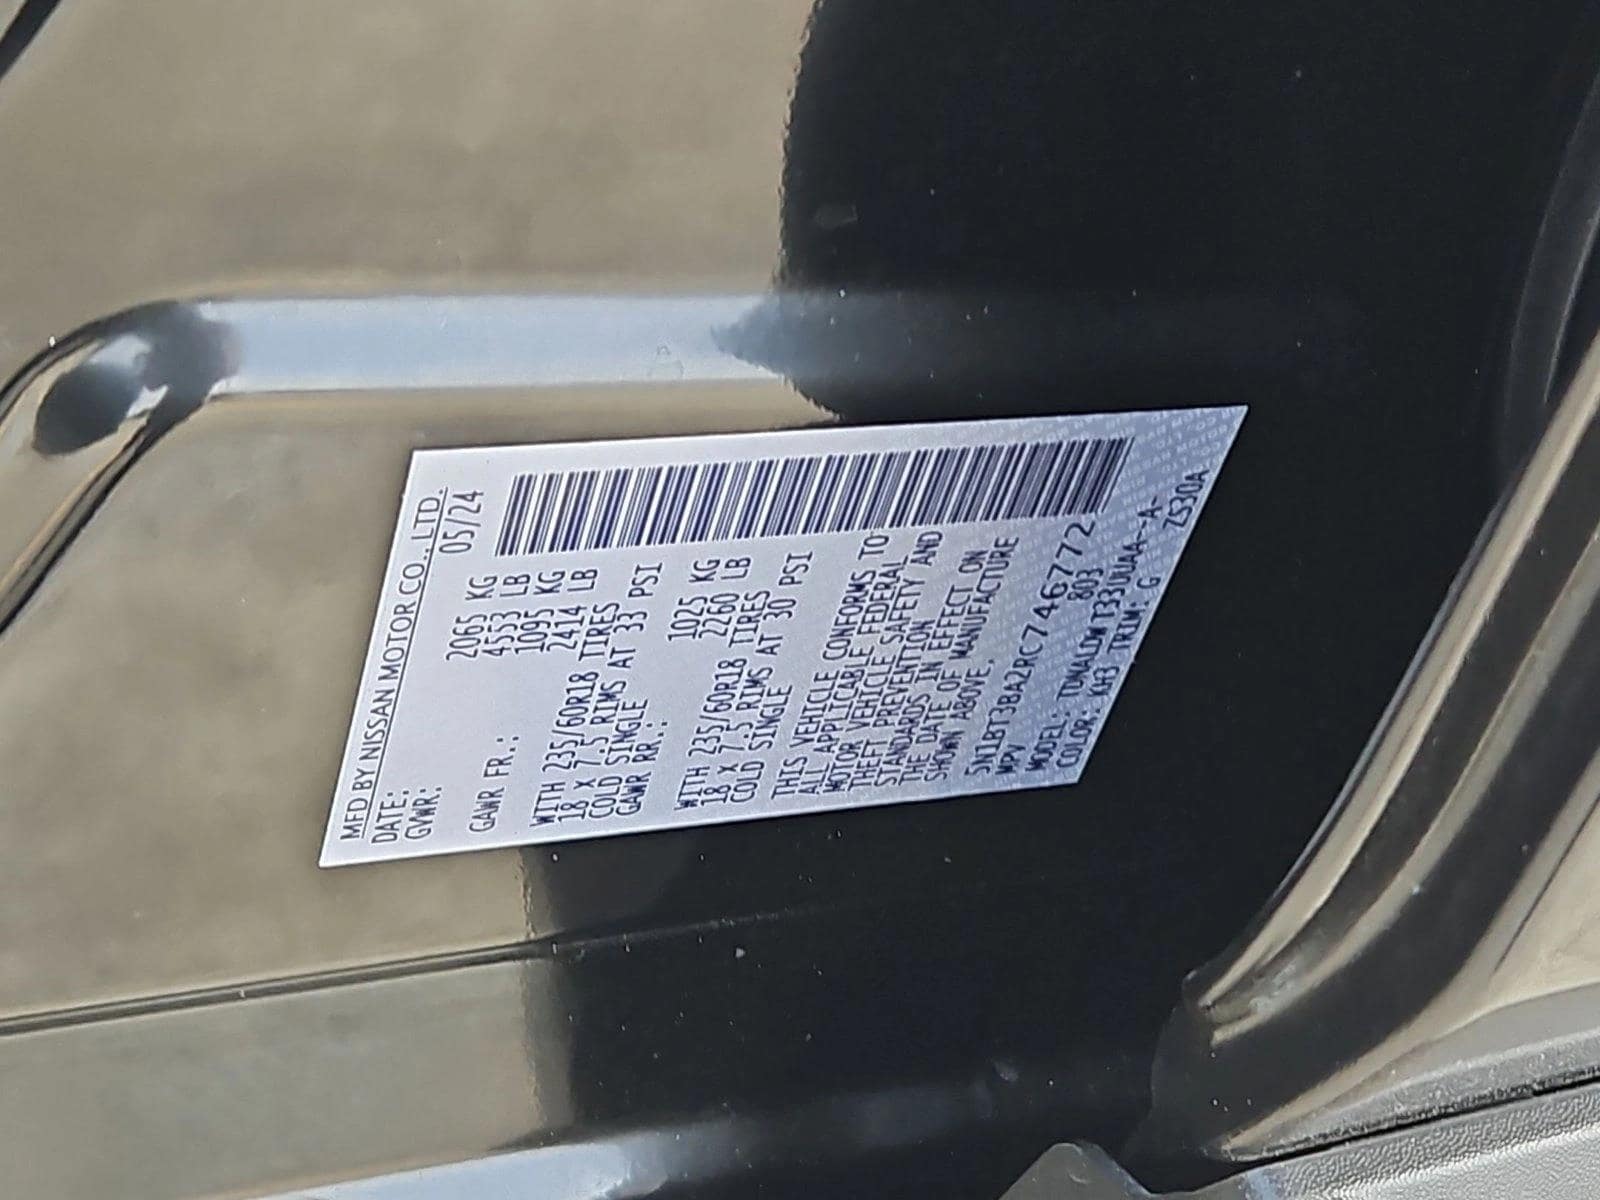 MFD BY NISSAN MOTOR CO., LTD.
DATE: 05/24
GVWR: 2065 KG
4553 LB
GAWR FR.: 1095 KG
2414 LB
WITH 235/60R18 TIRES
18 X 7.5 RIMS AT 33 PSI
COLD SINGLE
GAWR RR.: 1025 KG
2260 LB
WITH 235/60R18 TIRES
18 X 7.5 RIMS AT 30 PSI
COLD SINGLE
THIS VEHICLE CONFORMS TO
ALL APPLICABLE FEDERAL
MOTOR VEHICLE SAFETY AND
THEFT PREVENTION
STANDARDS IN EFFECT ON
THE DATE OF MANUFACTURE
SHOWN ABOVE.
5N1BT3BA2RC746772
MPV 803
MODEL: TDWALDWT33UUAA--A-
COLOR: KH3 TRIM: G ZS30A